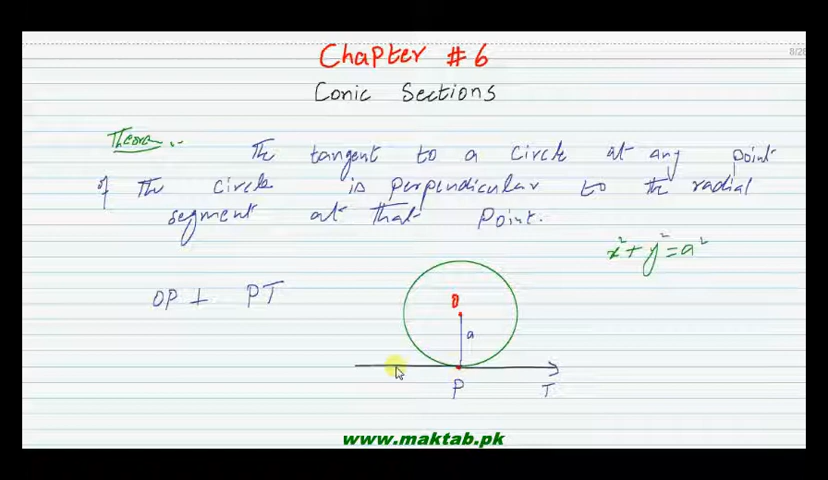 Chapter # 6
Conic Sections
Theorem :-
The tangent to a circle at any point
of the circle is perpendicular to the radial
segment at that point.
x² + y² = a²
OP ⊥ PT
O
a
P
T
www.maktab.pk